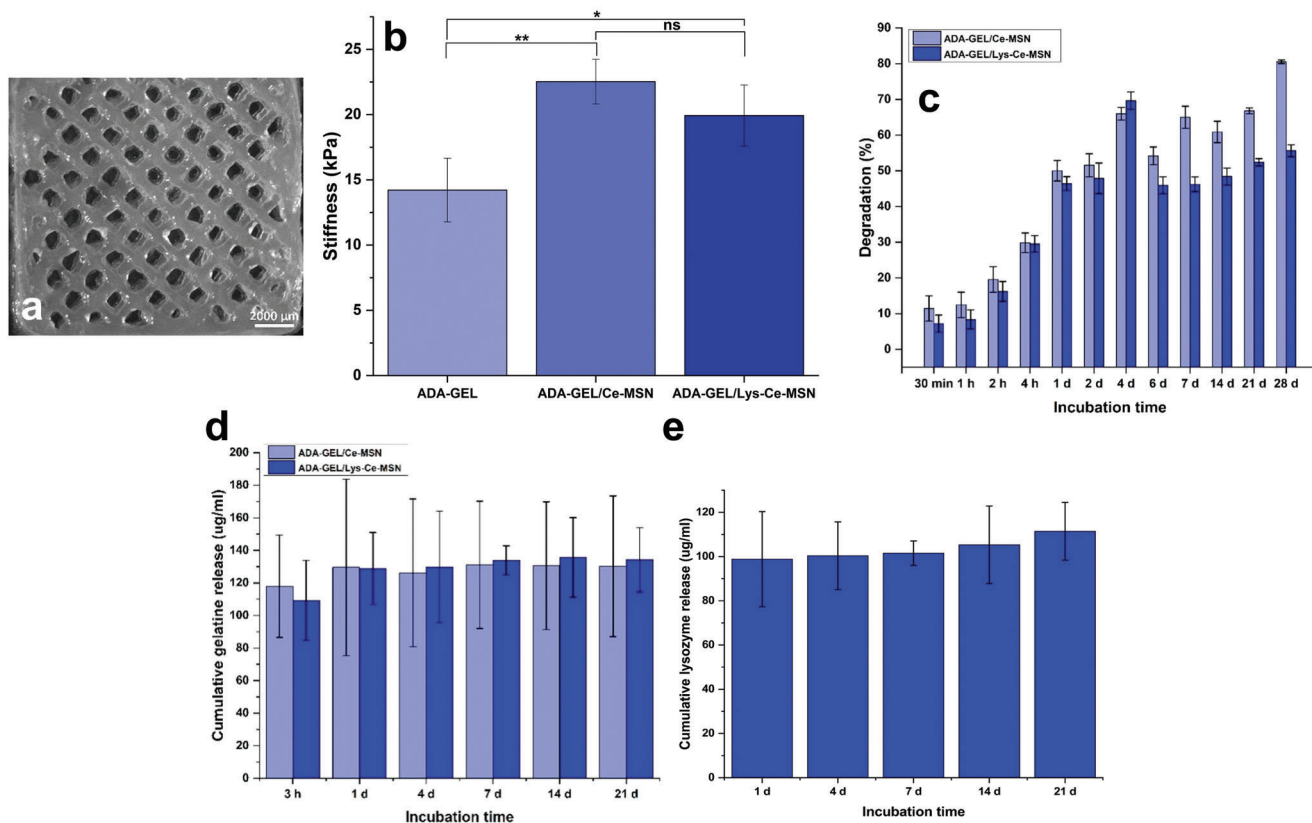 a
2000 µm
b
*
**
ns
Stiffness (kPa)
25
20
15
10
5
0
ADA-GEL
ADA-GEL/Ce-MSN
ADA-GEL/Lys-Ce-MSN
c
ADA-GEL/Ce-MSN
ADA-GEL/Lys-Ce-MSN
Degradation (%)
90
80
70
60
50
40
30
20
10
0
30 min 1 h 2 h 4 h 1 d 2 d 4 d 6 d 7 d 14 d 21 d 28 d
Incubation time
d
ADA-GEL/Ce-MSN
ADA-GEL/Lys-Ce-MSN
Cumulative gelatine release (ug/ml)
200
180
160
140
120
100
80
60
40
20
0
3 h 1 d 4 d 7 d 14 d 21 d
Incubation time
e
Cumulative lysozyme release (ug/ml)
120
100
80
60
40
20
0
1 d 4 d 7 d 14 d 21 d
Incubation time